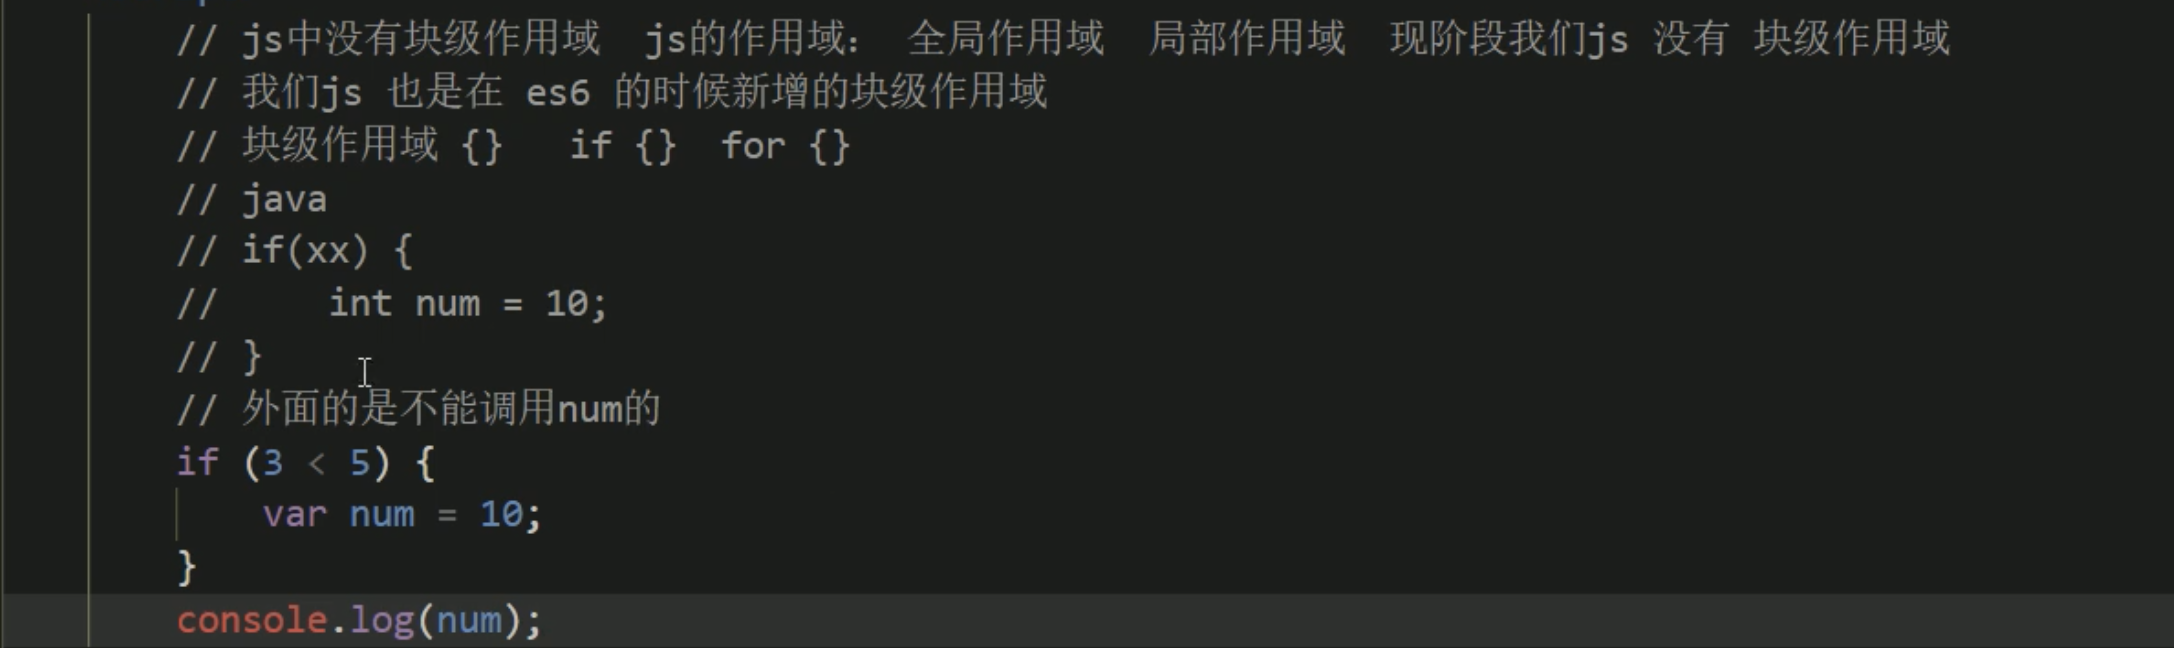 // js中没有块级作用域  js的作用域： 全局作用域  局部作用域  现阶段我们js 没有 块级作用域
// 我们js 也是在 es6 的时候新增的块级作用域
// 块级作用域 {}   if {}  for {}
// java
// if(xx) {
//     int num = 10;
// }
// 外面的是不能调用num的
if (3 < 5) {
    var num = 10;
}
console.log(num);